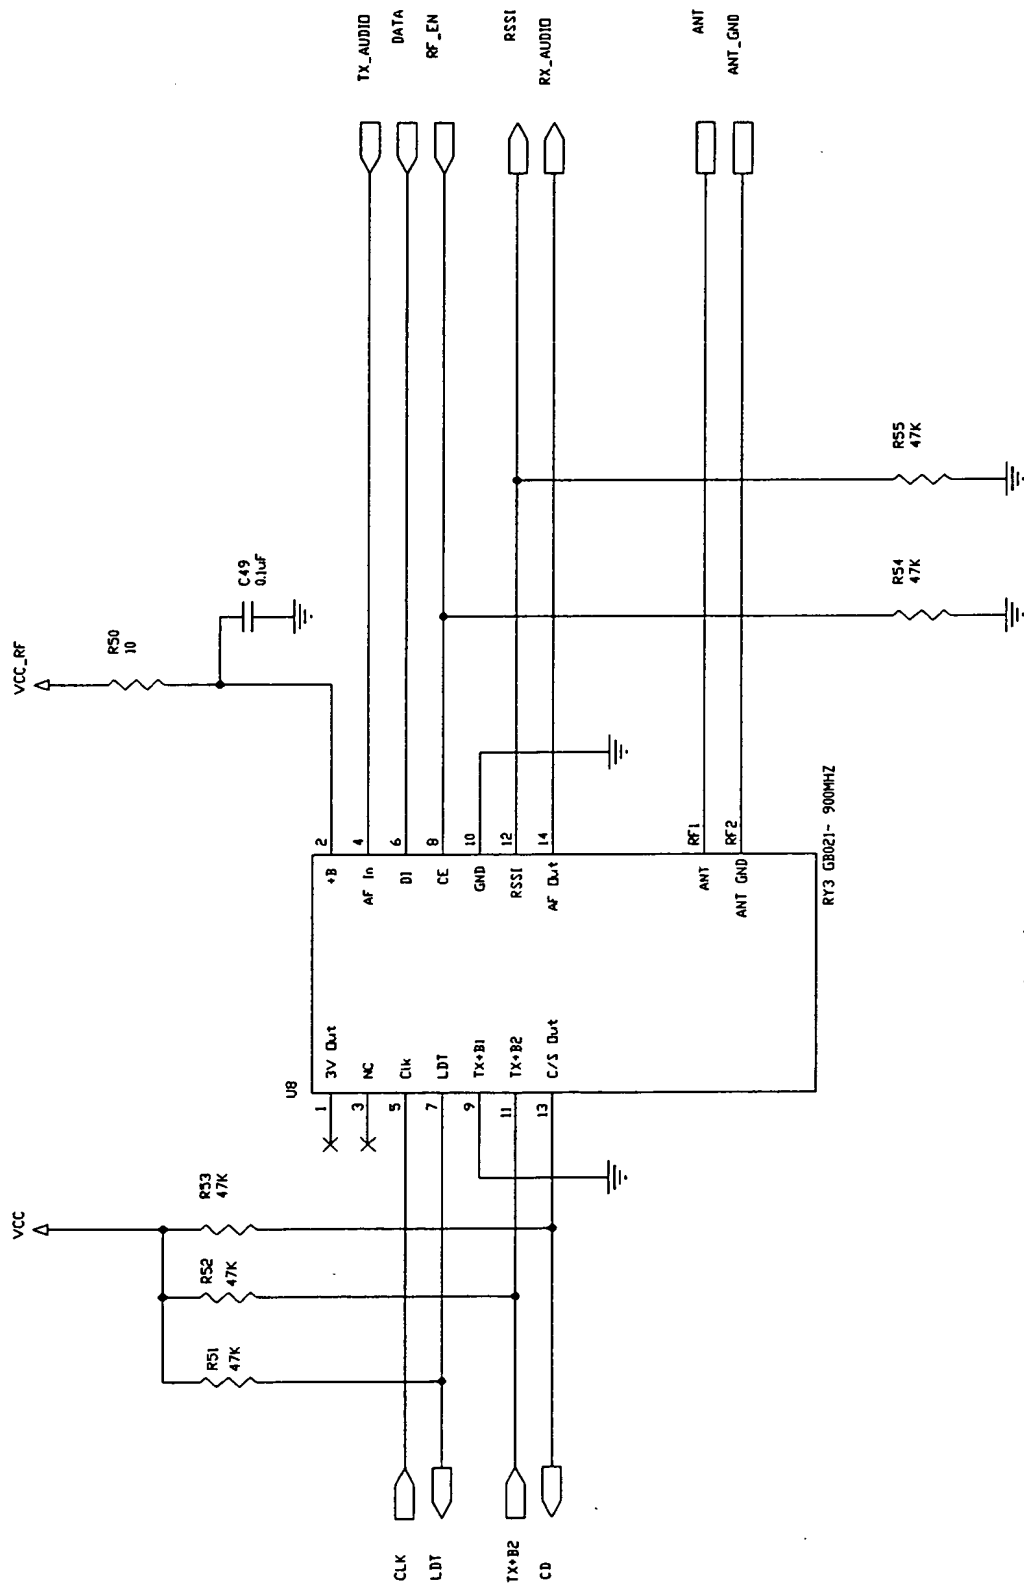 VCC_RF
R50
10
C49
0.1uF
TX_AUDIO
DATA
RF_EN
RSSI
RX_AUDIO
ANT
ANT_GND
R55
47K
R54
47K
VCC
R53
47K
R52
47K
R51
47K
CLK
LDT
TX+B2
CD
U8
1
3V Out
3
NC
5
Clk
7
LDT
9
TX+B1
11
TX+B2
13
C/S Out
2
+B
4
AF In
6
DI
8
CE
10
GND
12
RSSI
14
AF Out
RF1
ANT
RF2
ANT GND
RY3 GB021- 900MHZ